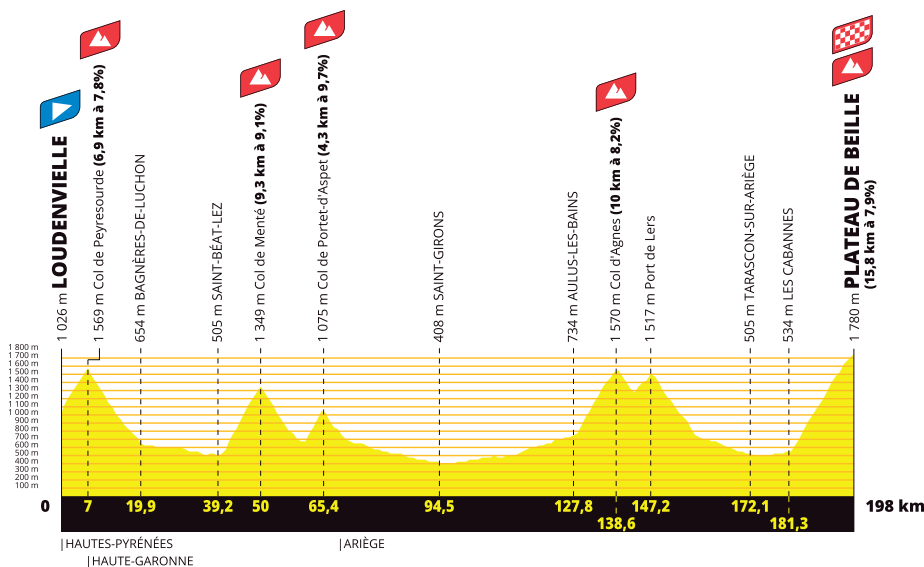 1 026 m LOUDENVIELLE
1 569 m Col de Peyresourde (6,9 km à 7,8%)
654 m BAGNÈRES-DE-LUCHON
505 m SAINT-BÉAT-LEZ
1 349 m Col de Menté (9,3 km à 9,1%)
1 075 m Col de Portet-d'Aspet (4,3 km à 9,7%)
408 m SAINT-GIRONS
734 m AULUS-LES-BAINS
1 570 m Col d'Agnes (10 km à 8,2%)
1 517 m Port de Lers
505 m TARASCON-SUR-ARIÈGE
534 m LES CABANNES
1 780 m PLATEAU DE BEILLE
(15,8 km à 7,9%)
1 800 m
1 700 m
1 600 m
1 500 m
1 400 m
1 300 m
1 200 m
1 100 m
1 000 m
900 m
800 m
700 m
600 m
500 m
400 m
300 m
200 m
100 m
0 7 19,9 39,2 50 65,4 94,5 127,8 147,2 172,1 198 km
138,6 181,3
|HAUTES-PYRÉNÉES |ARIÈGE
|HAUTE-GARONNE